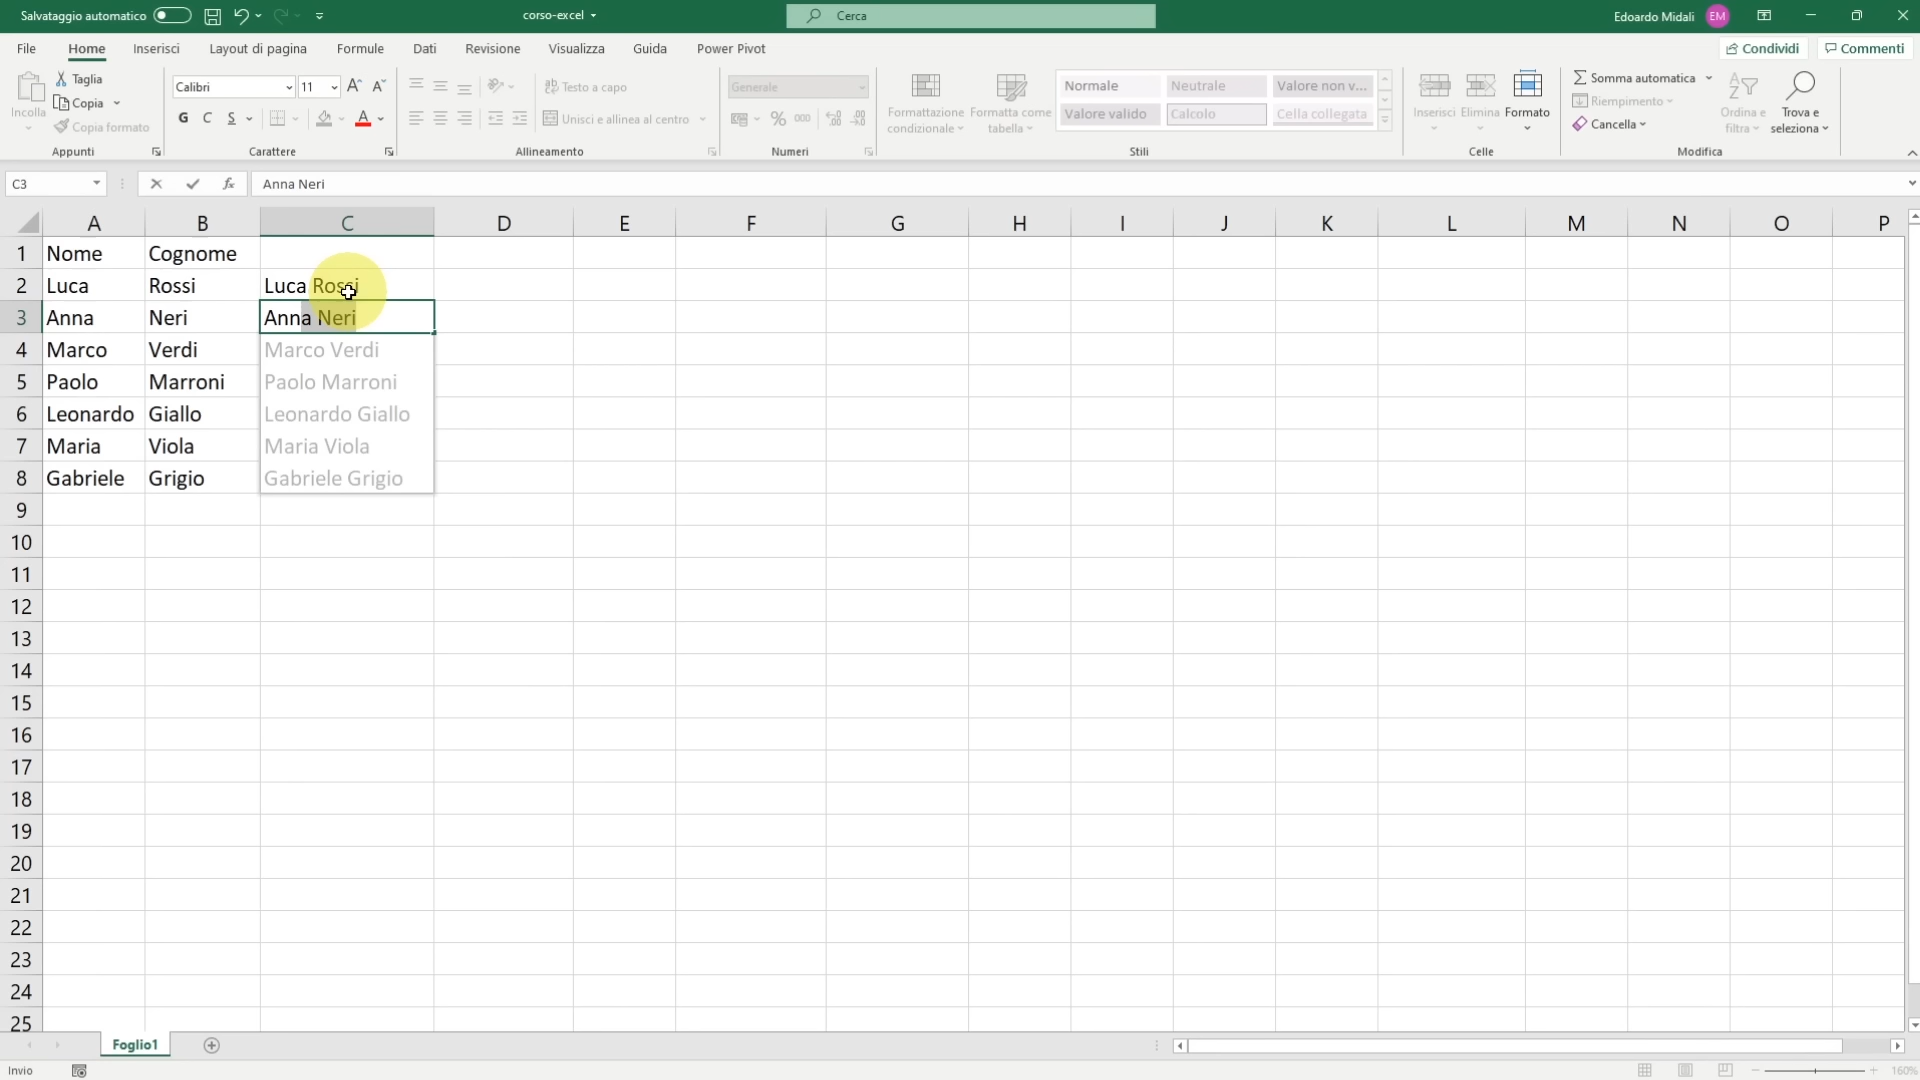 Salvataggio automatico
corso-excel
Cerca
Edoardo Midali EM
File Home Inserisci Layout di pagina Formule Dati Revisione Visualizza Guida Power Pivot
Condividi Commenti
Incolla
Taglia
Copia
Copia formato
Appunti
Calibri 11
G C S
Carattere
Testo a capo
Unisci e allinea al centro
Allineamento
Generale
% 000
Numeri
Formattazione condizionale
Formatta come tabella
Normale Neutrale Valore non v...
Valore valido Calcolo Cella collegata
Stili
Inserisci Elimina Formato
Celle
Somma automatica
Riempimento
Cancella
Ordina e filtra
Trova e seleziona
Modifica
C3 fx Anna Neri
A B C D E F G H I J K L M N O P
1 Nome Cognome
2 Luca Rossi Luca Rossi
3 Anna Neri Anna Neri
4 Marco Verdi Marco Verdi
5 Paolo Marroni Paolo Marroni
6 Leonardo Giallo Leonardo Giallo
7 Maria Viola Maria Viola
8 Gabriele Grigio Gabriele Grigio
9
10
11
12
13
14
15
16
17
18
19
20
21
22
23
24
25
Foglio1
Invio
160%